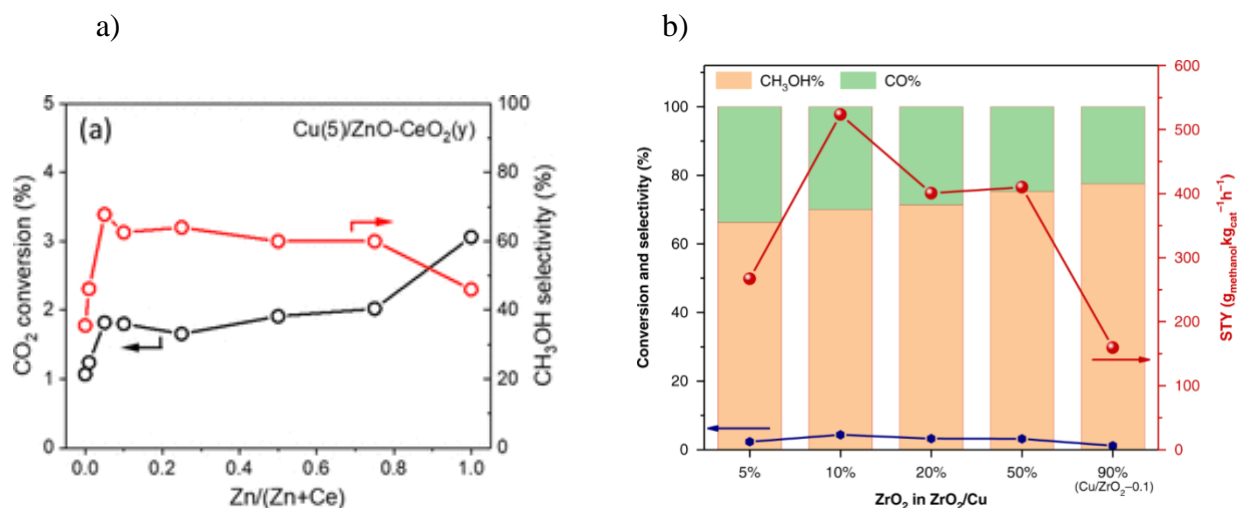 a)
(a)
Cu(5)/ZnO-CeO₂(y)
CO₂ conversion (%)
5
4
3
2
1
0
100
80
60
40
20
0
CH₃OH selectivity (%)
0.0 0.2 0.4 0.6 0.8 1.0
Zn/(Zn+Ce)
b)
CH₃OH% CO%
Conversion and selectivity (%)
100
80
60
40
20
0
600
500
400
300
200
100
0
STY (gmethanolkgcat⁻¹h⁻¹)
5% 10% 20% 50% 90%
(Cu/ZrO₂–0.1)
ZrO₂ in ZrO₂/Cu